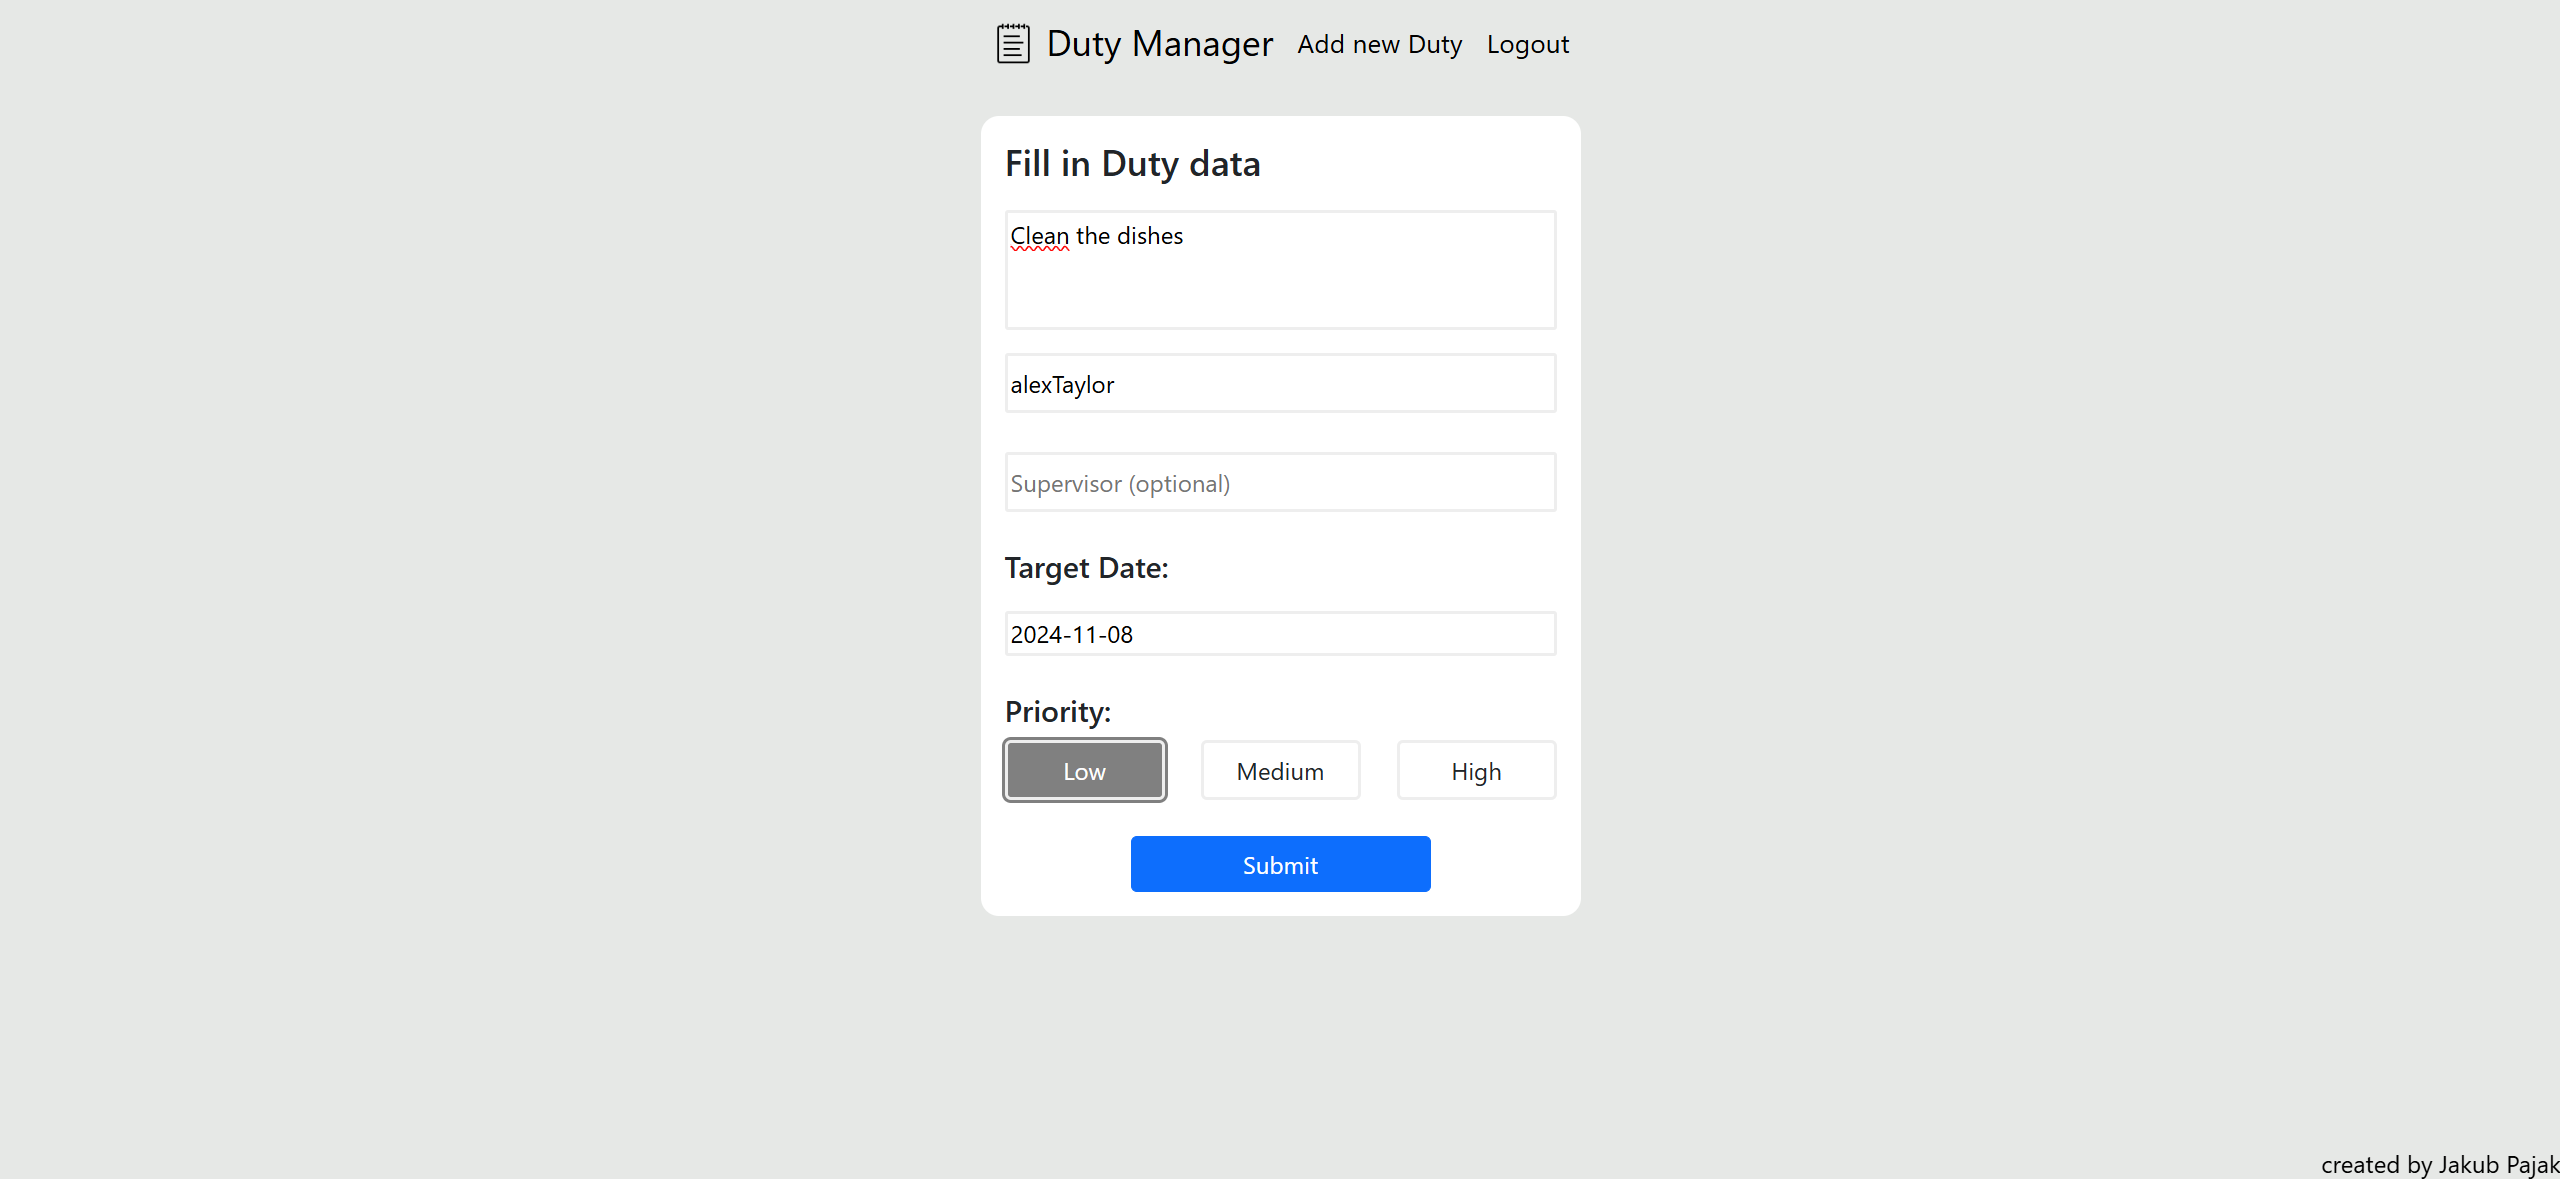 Duty Manager Add new Duty Logout
Fill in Duty data
Clean the dishes
alexTaylor
Supervisor (optional)
Target Date:
2024-11-08
Priority:
Low Medium High
Submit
created by Jakub Pajak